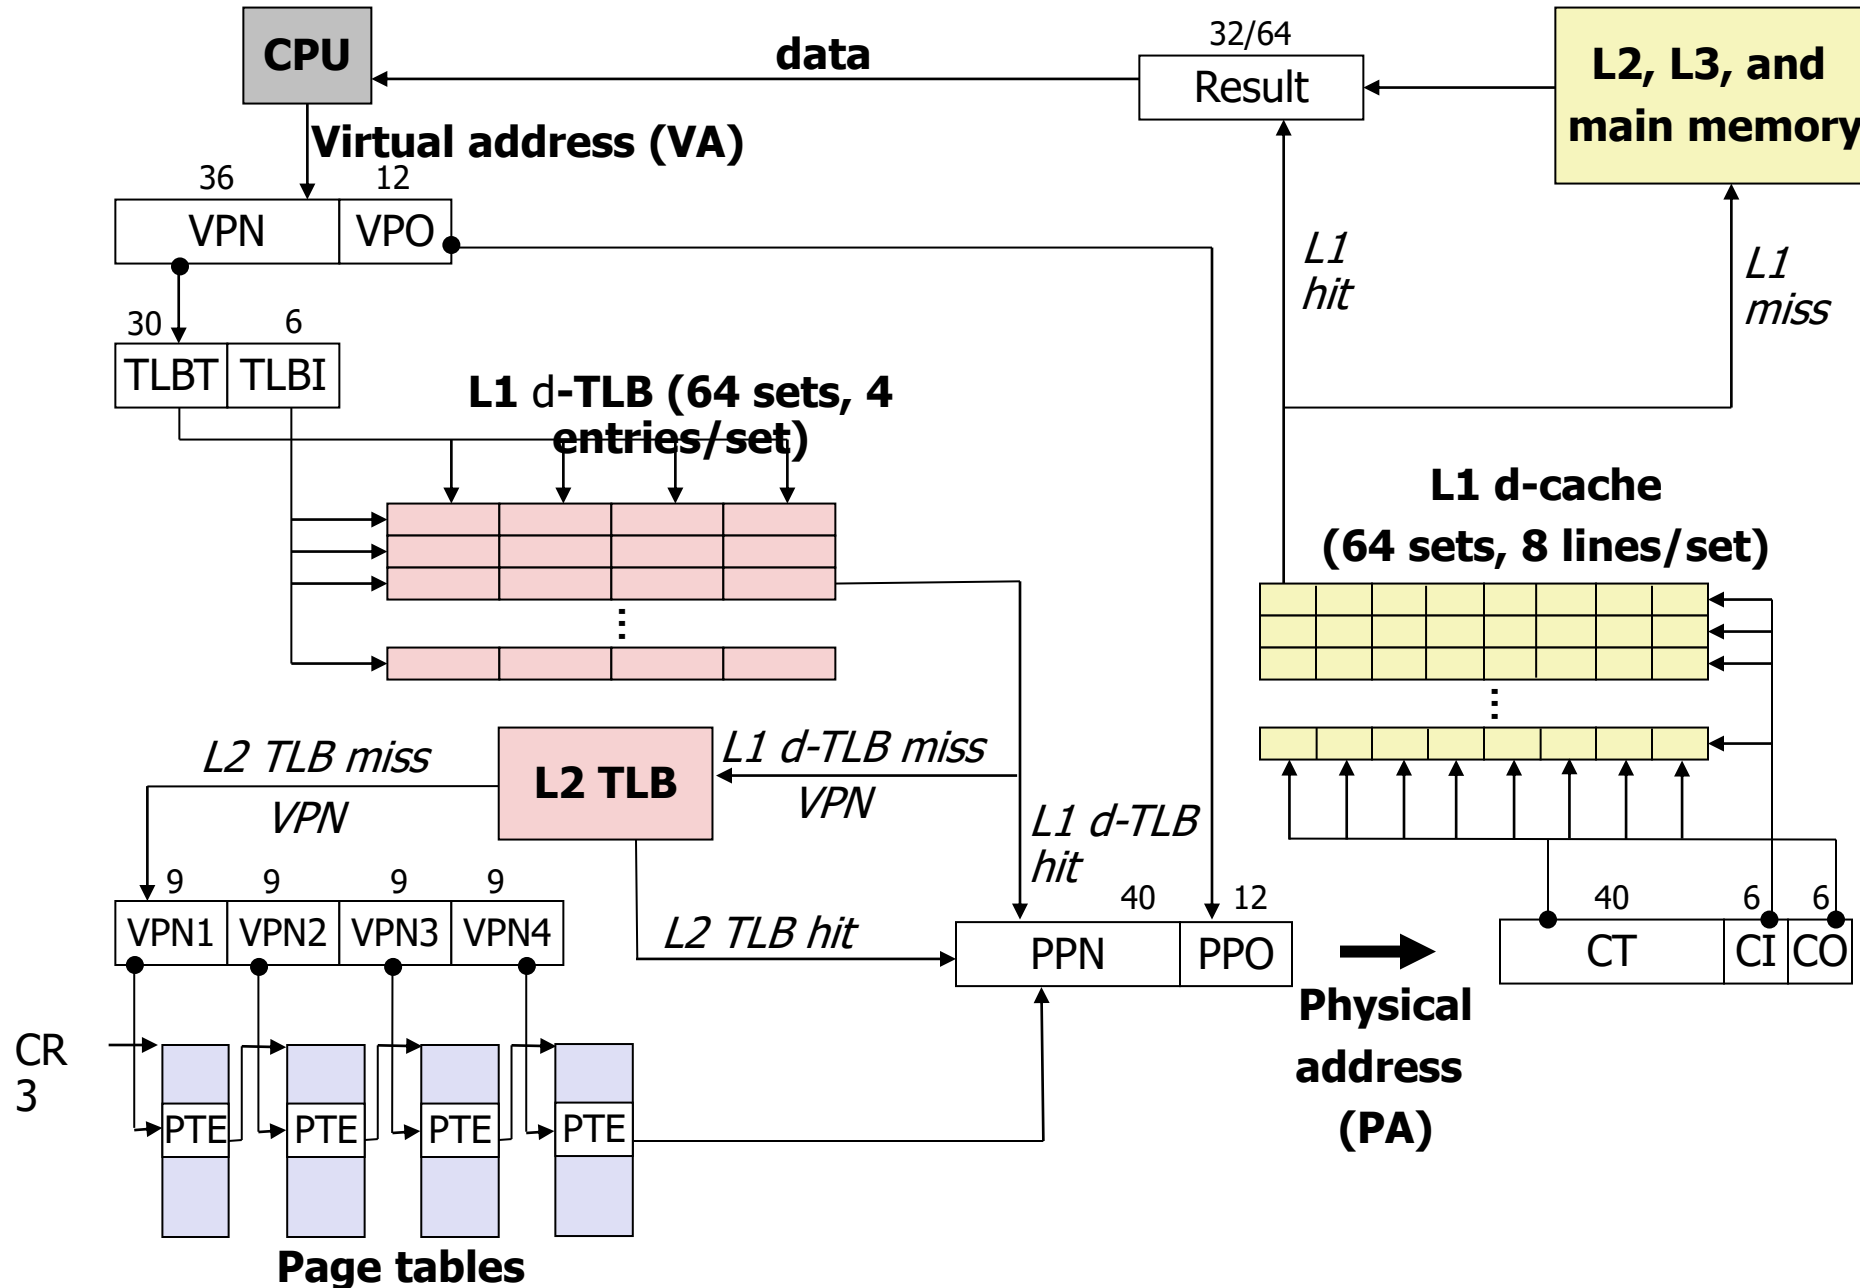 CPU
data
32/64
Result
L2, L3, and
main memory
Virtual address (VA)
36
12
VPN
VPO
L1
hit
L1
miss
30
6
TLBT
TLBI
L1 d-TLB (64 sets, 4
entries/set)
L1 d-cache
(64 sets, 8 lines/set)
...
...
L2 TLB miss
VPN
L2 TLB
L1 d-TLB miss
VPN
L1 d-TLB
hit
9
9
9
9
VPN1
VPN2
VPN3
VPN4
L2 TLB hit
40
12
PPN
PPO
40
6
6
CT
CI
CO
Physical
address
(PA)
CR
3
PTE
PTE
PTE
PTE
Page tables